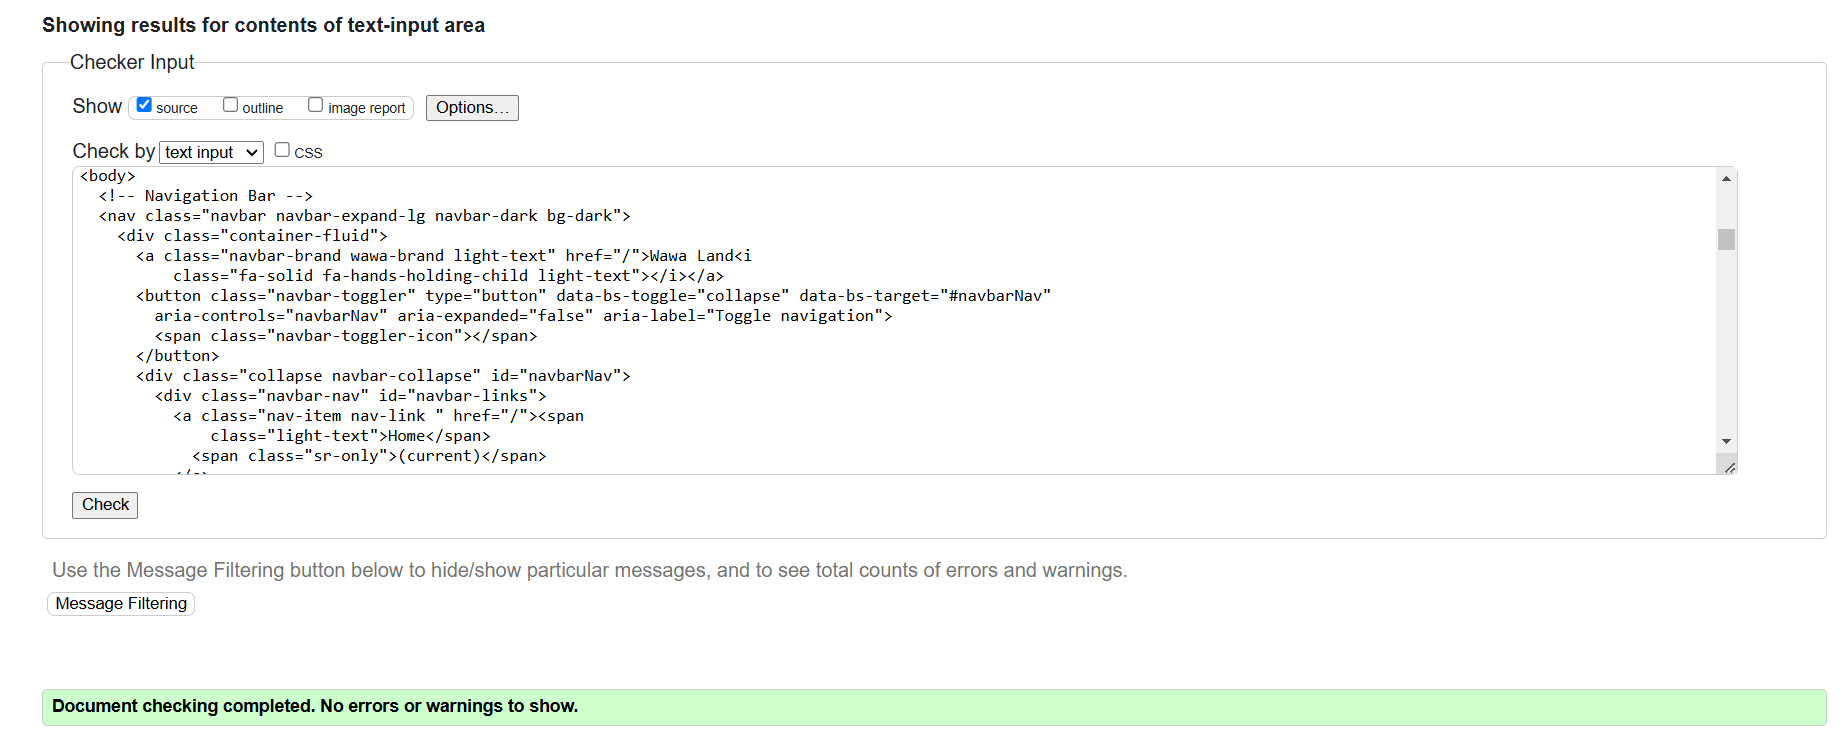 Showing results for contents of text-input area
Checker Input
Show source outline image report Options...
Check by text input CSS
<body>
<!-- Navigation Bar -->
<nav class="navbar navbar-expand-lg navbar-dark bg-dark">
<div class="container-fluid">
<a class="navbar-brand wawa-brand light-text" href="/">Wawa Land<i
class="fa-solid fa-hands-holding-child light-text"></i></a>
<button class="navbar-toggler" type="button" data-bs-toggle="collapse" data-bs-target="#navbarNav"
aria-controls="navbarNav" aria-expanded="false" aria-label="Toggle navigation">
<span class="navbar-toggler-icon"></span>
</button>
<div class="collapse navbar-collapse" id="navbarNav">
<div class="navbar-nav" id="navbar-links">
<a class="nav-item nav-link " href="/"><span
class="light-text">Home</span>
<span class="sr-only">(current)</span>
Check
Use the Message Filtering button below to hide/show particular messages, and to see total counts of errors and warnings.
Message Filtering
Document checking completed. No errors or warnings to show.